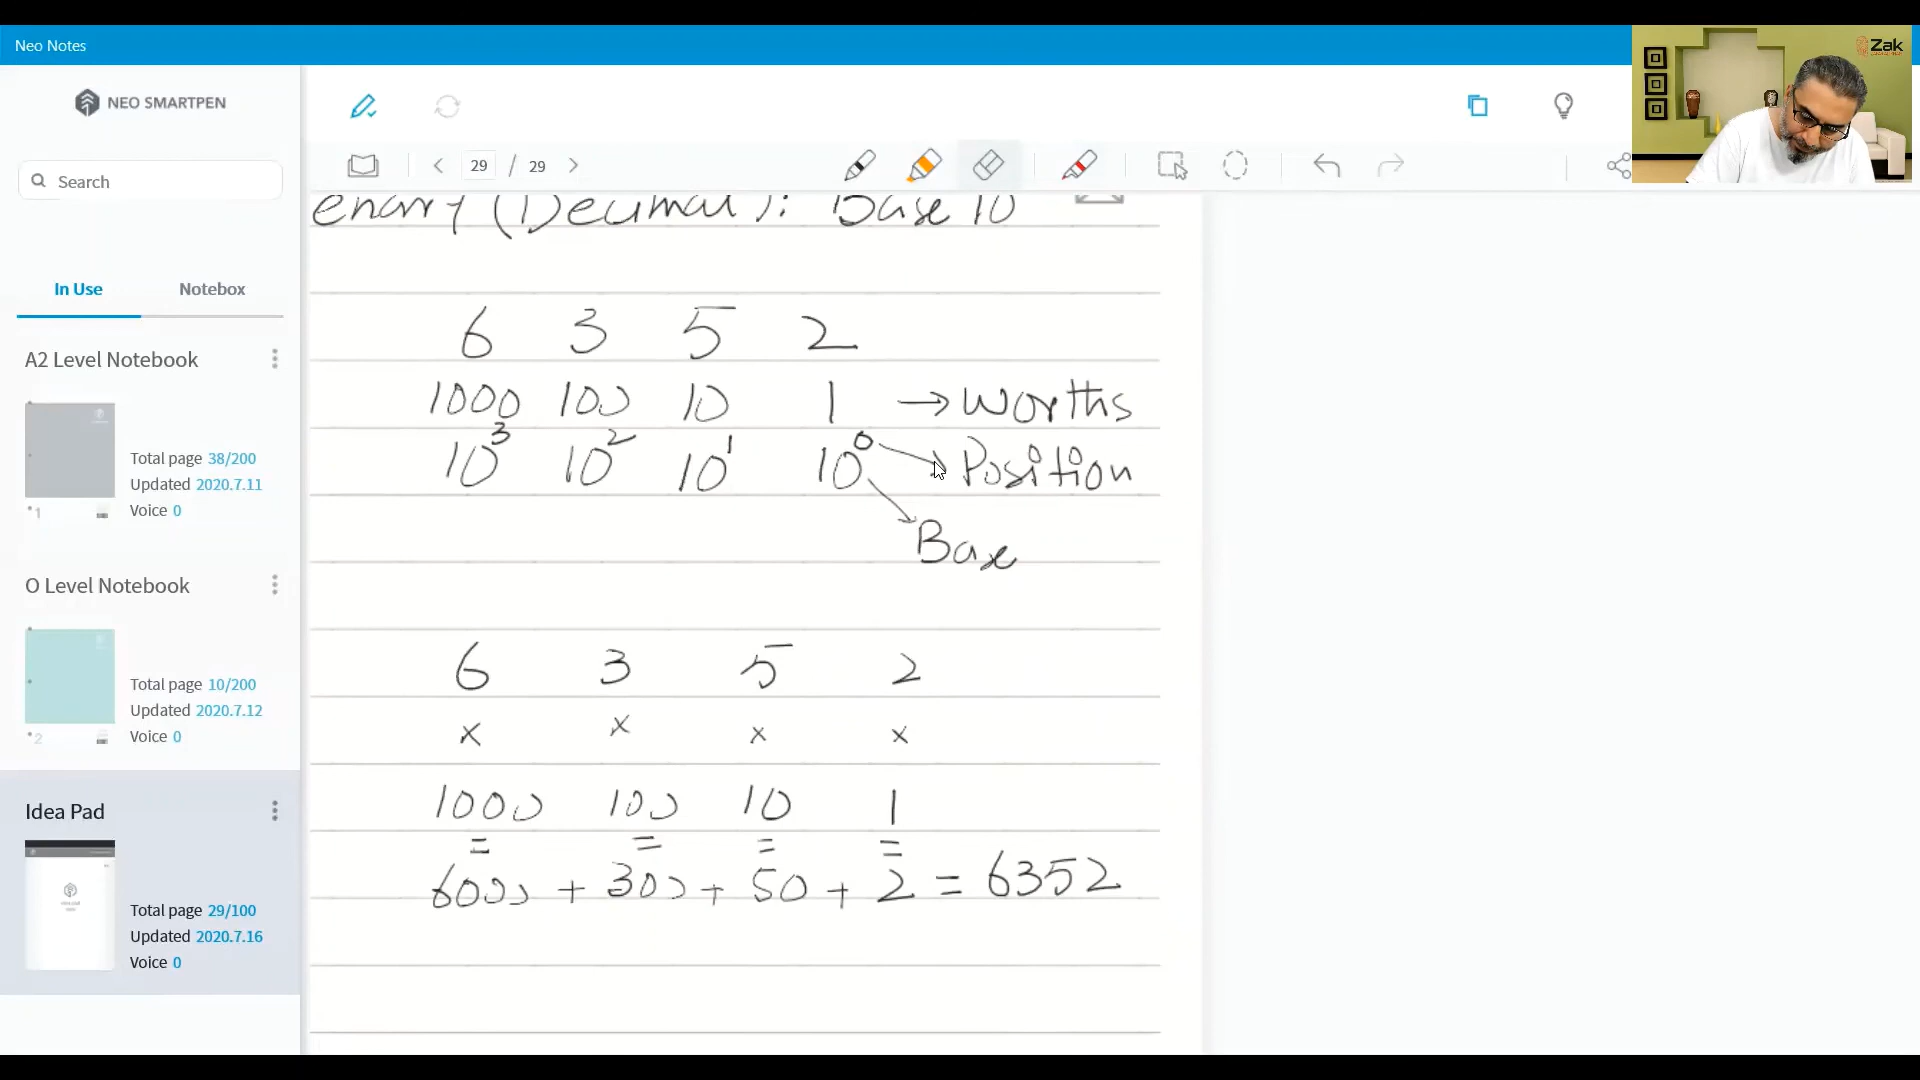 Neo Notes
Zak
NEO SMARTPEN
29 / 29
Search
In Use Notebox
A2 Level Notebook
Total page 38/200
Updated 2020.7.11
Voice 0
1
O Level Notebook
Total page 10/200
Updated 2020.7.12
Voice 0
2
Idea Pad
Total page 29/100
Updated 2020.7.16
Voice 0
enary (Decimal): Base 10
6 3 5 2
1000 100 10 1 → Worths
10³ 10² 10¹ 10⁰ → Position
Base
6 3 5 2
× × × ×
1000 100 10 1
= = = =
6000 + 300 + 50 + 2 = 6352